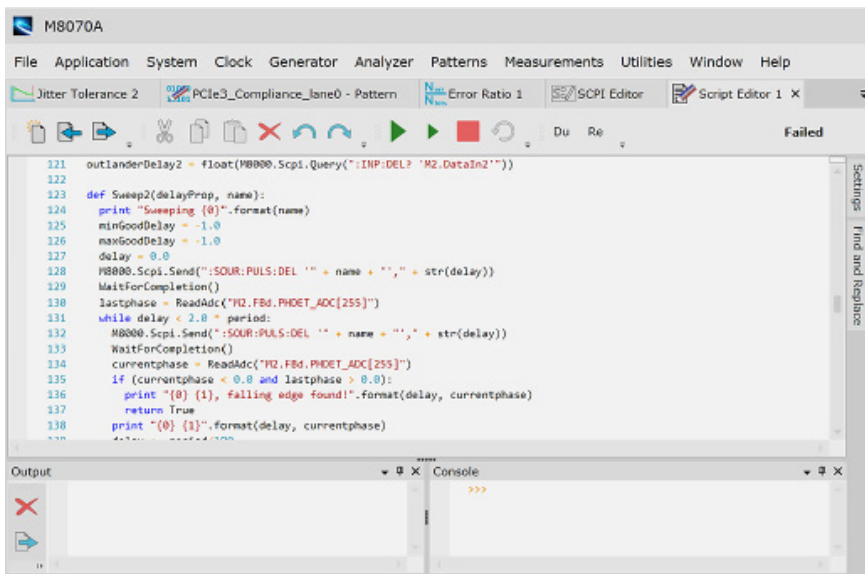 M8070A
File Application System Clock Generator Analyzer Patterns Measurements Utilities Window Help
Jitter Tolerance 2 PCIe3_Compliance_lane0 - Pattern Error Ratio 1 SCPI Editor Script Editor 1
Du Re Failed
Settings
Find and Replace
121 outlanderDelay2 = float(M8000.Scpi.Query(":INP:DEL? 'M2.DataIn2'"))
122
123 def Sweep2(delayProp, name):
124 print "Sweeping {0}".format(name)
125 minGoodDelay = -1.0
126 maxGoodDelay = -1.0
127 delay = 0.0
128 M8000.Scpi.Send(":SOUR:PULS:DEL '" + name + "'," + str(delay))
129 WaitForCompletion()
130 lastphase = ReadAdc("M2.FBd.PHDET_ADC[255]")
131 while delay < 2.0 * period:
132 M8000.Scpi.Send(":SOUR:PULS:DEL '" + name + "'," + str(delay))
133 WaitForCompletion()
134 currentphase = ReadAdc("M2.FBd.PHDET_ADC[255]")
135 if (currentphase < 0.0 and lastphase > 0.0):
136 print "{0} {1}, falling edge found!".format(delay, currentphase)
137 return True
138 print "{0} {1}".format(delay, currentphase)
Output
Console
>>>